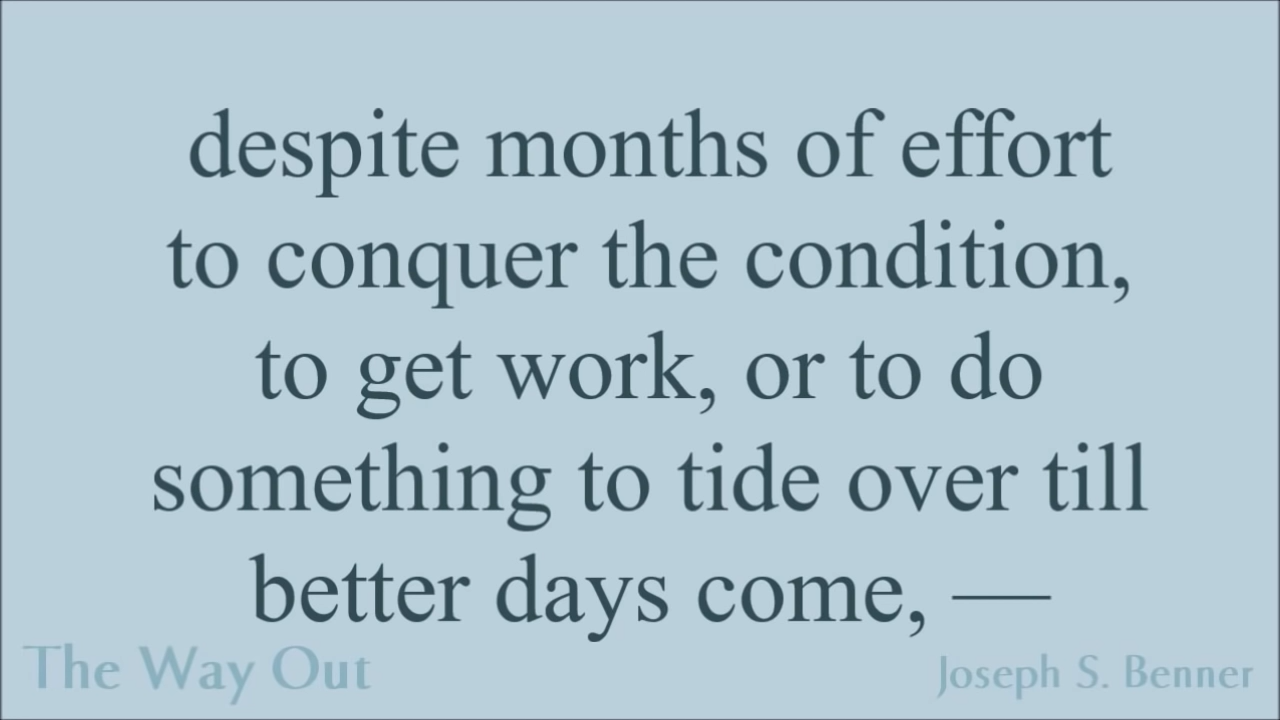 despite months of effort
to conquer the condition,
to get work, or to do
something to tide over till
better days come, —
The Way Out
Joseph S. Benner